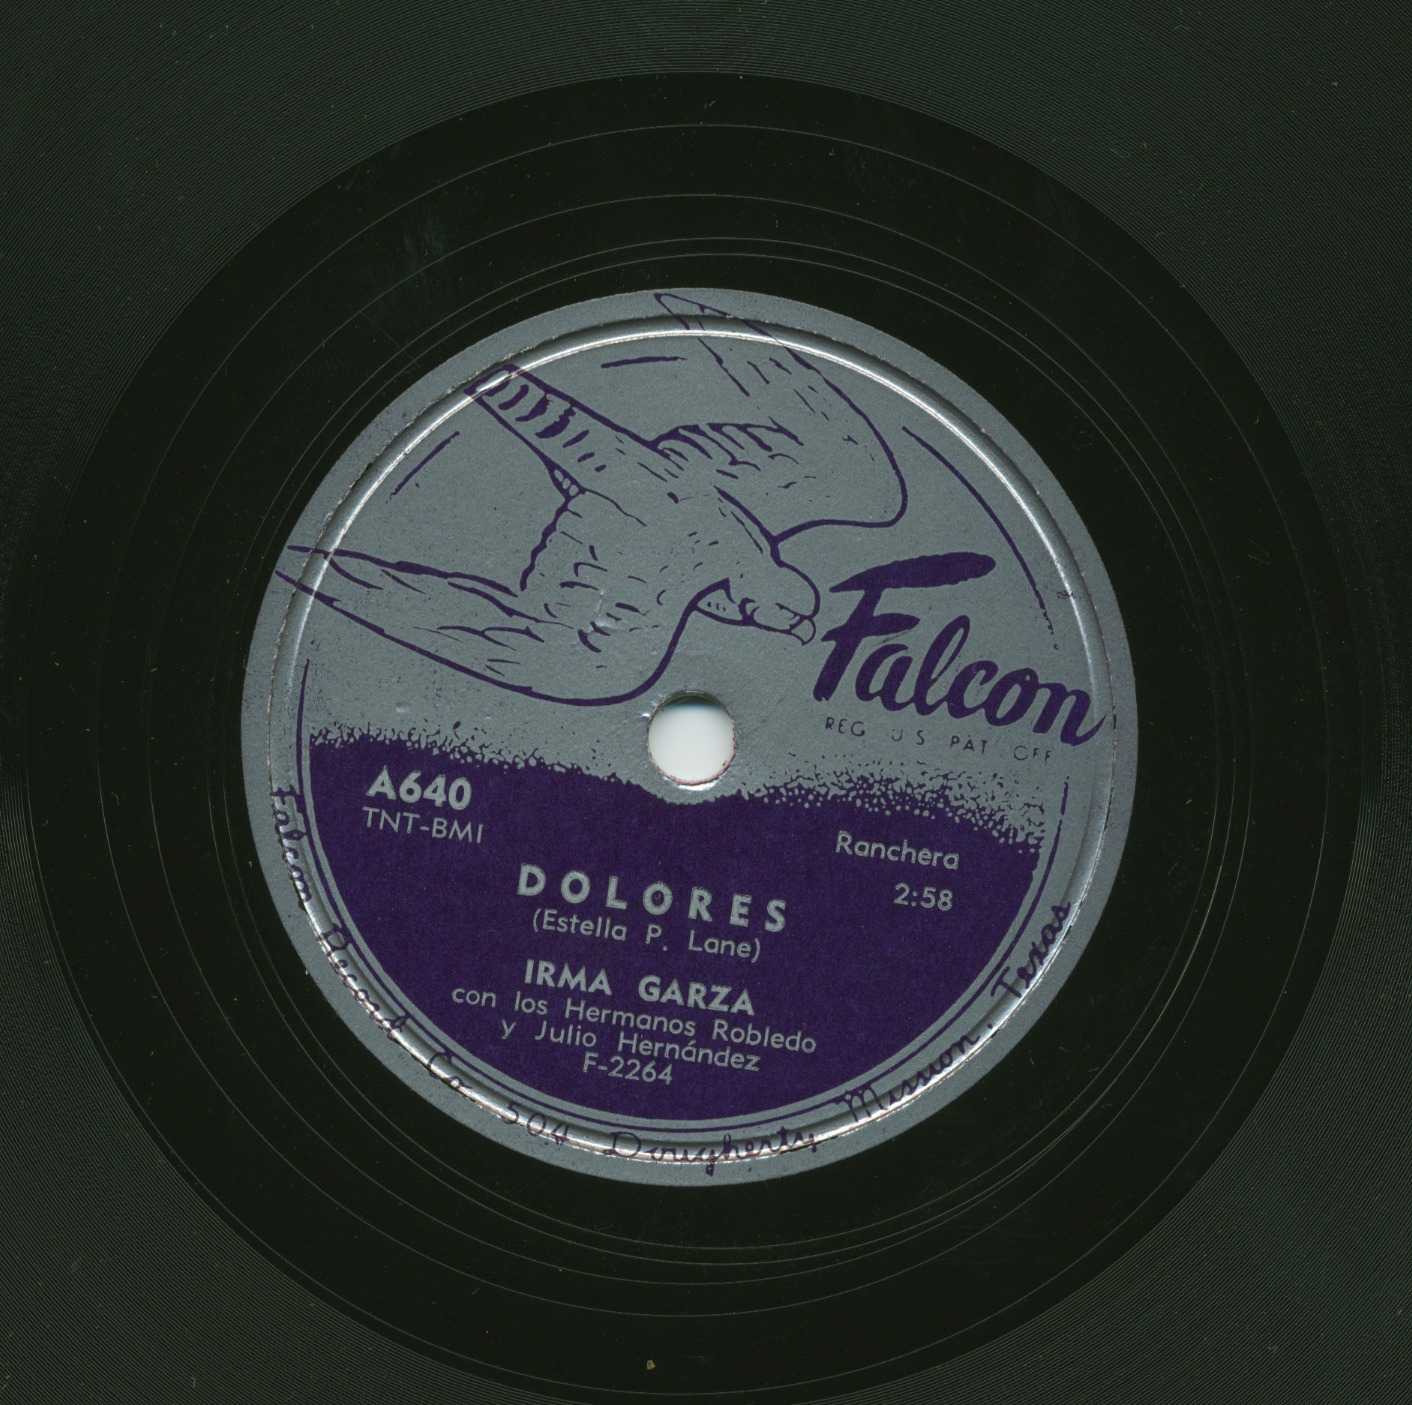 Falcon
REG. U S PAT OFF
A640
TNT-BMI
Ranchera
2:58
DOLORES
(Estella P. Lane)
IRMA GARZA
con los Hermanos Robledo
y Julio Hernández
F-2264
Falcon Record Co. 504 Dougherty. Mission, Texas